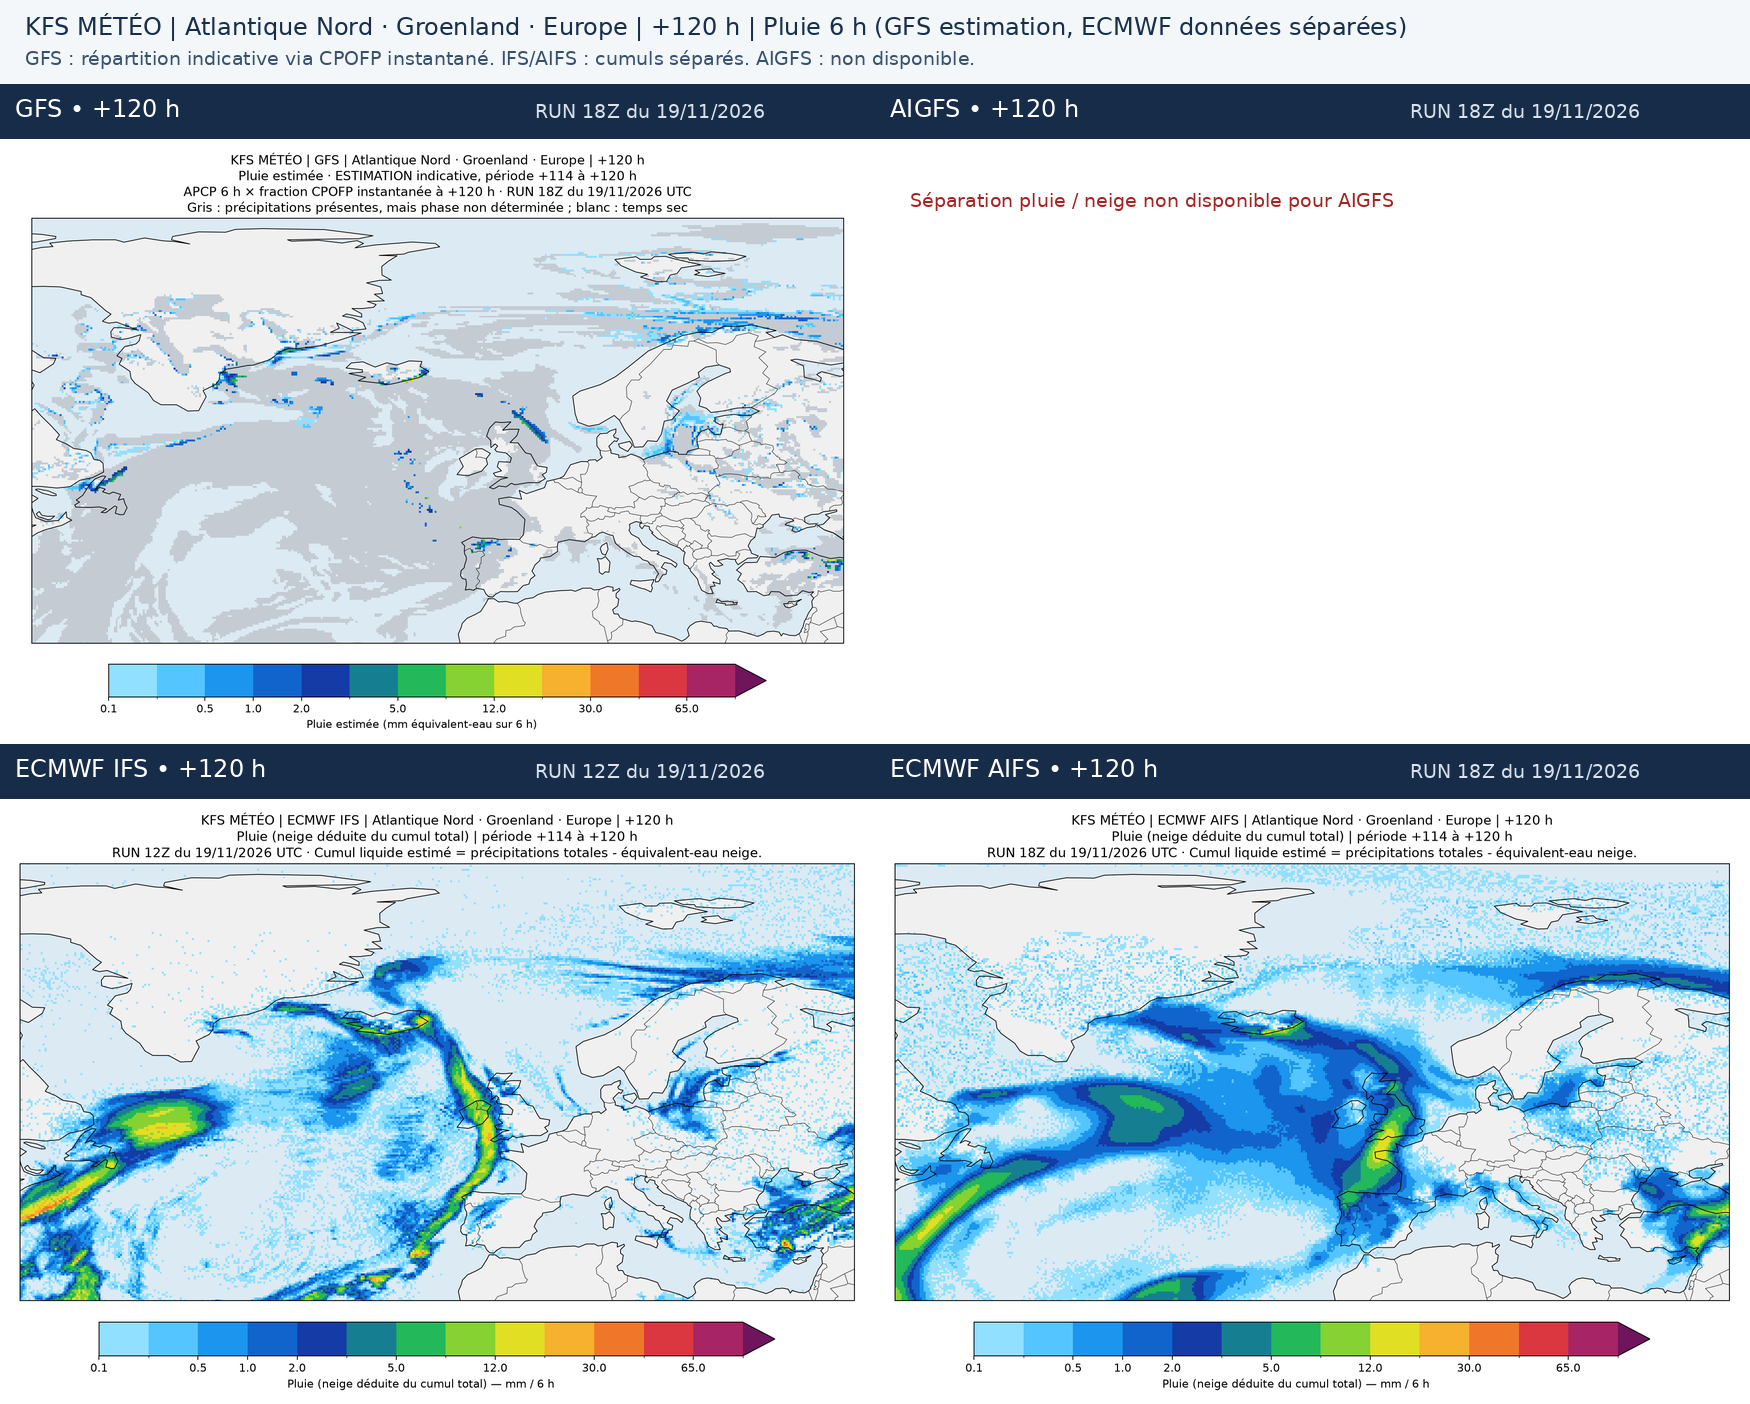 KFS MÉTÉO | Atlantique Nord · Groenland · Europe | +120 h | Pluie 6 h (GFS estimation, ECMWF données séparées)
GFS : répartition indicative via CPOFP instantané. IFS/AIFS : cumuls séparés. AIGFS : non disponible.
GFS • +120 h RUN 18Z du 19/11/2026
AIGFS • +120 h RUN 18Z du 19/11/2026
KFS MÉTÉO | GFS | Atlantique Nord · Groenland · Europe | +120 h
Pluie estimée · ESTIMATION indicative, période +114 à +120 h
APCP 6 h × fraction CPOFP instantanée à +120 h · RUN 18Z du 19/11/2026 UTC
Gris : précipitations présentes, mais phase non déterminée ; blanc : temps sec
0.1 0.5 1.0 2.0 5.0 12.0 30.0 65.0
Pluie estimée (mm équivalent-eau sur 6 h)
Séparation pluie / neige non disponible pour AIGFS
ECMWF IFS • +120 h RUN 12Z du 19/11/2026
ECMWF AIFS • +120 h RUN 18Z du 19/11/2026
KFS MÉTÉO | ECMWF IFS | Atlantique Nord · Groenland · Europe | +120 h
Pluie (neige déduite du cumul total) | période +114 à +120 h
RUN 12Z du 19/11/2026 UTC · Cumul liquide estimé = précipitations totales - équivalent-eau neige.
0.1 0.5 1.0 2.0 5.0 12.0 30.0 65.0
Pluie (neige déduite du cumul total) — mm / 6 h
KFS MÉTÉO | ECMWF AIFS | Atlantique Nord · Groenland · Europe | +120 h
Pluie (neige déduite du cumul total) | période +114 à +120 h
RUN 18Z du 19/11/2026 UTC · Cumul liquide estimé = précipitations totales - équivalent-eau neige.
0.1 0.5 1.0 2.0 5.0 12.0 30.0 65.0
Pluie (neige déduite du cumul total) — mm / 6 h